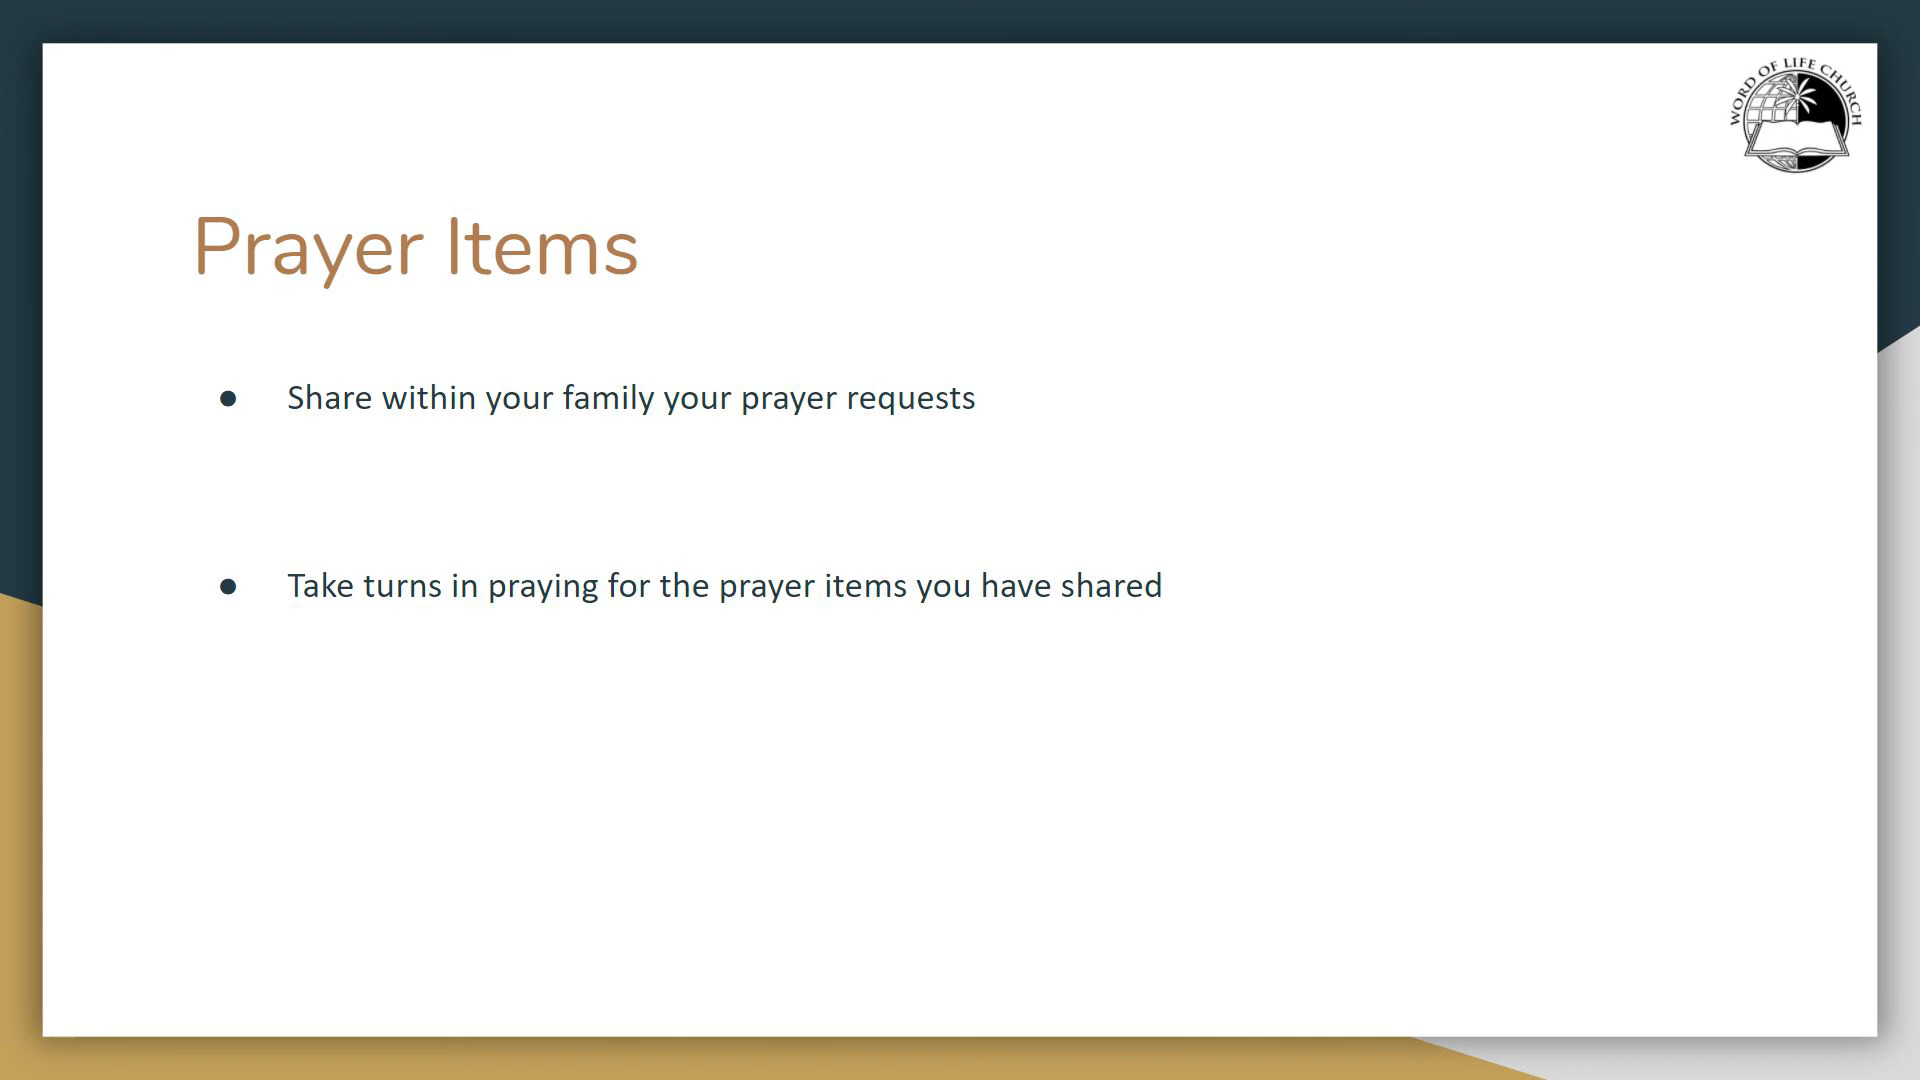 WORD OF LIFE CHURCH
Prayer Items
● Share within your family your prayer requests
● Take turns in praying for the prayer items you have shared